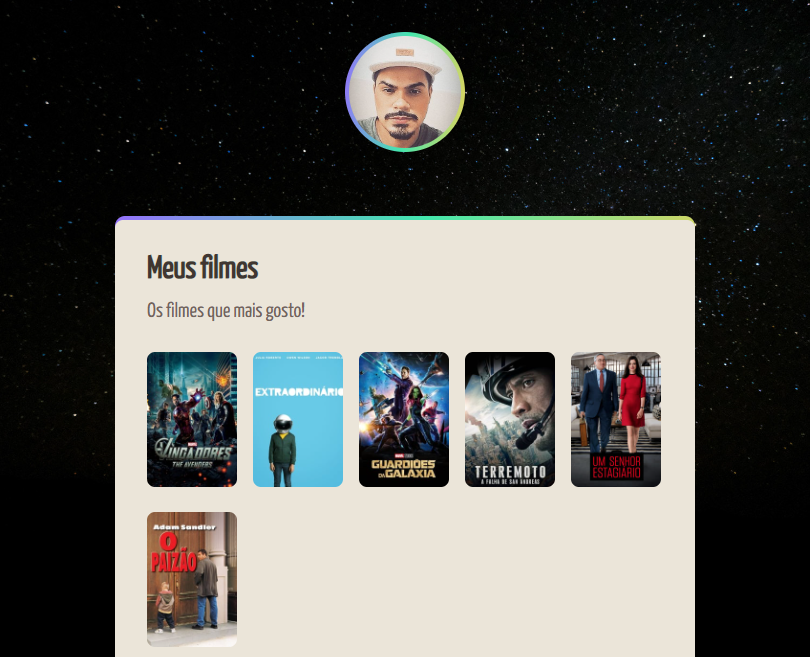 Meus filmes
Os filmes que mais gosto!
VINGADORES
THE AVENGERS
EXTRAORDINÁRIO
GUARDIÕES
DA GALÁXIA
TERREMOTO
A FALHA DE SAN ANDREAS
UM SENHOR
ESTAGIÁRIO
Adam Sandler
O
PAIZÃO